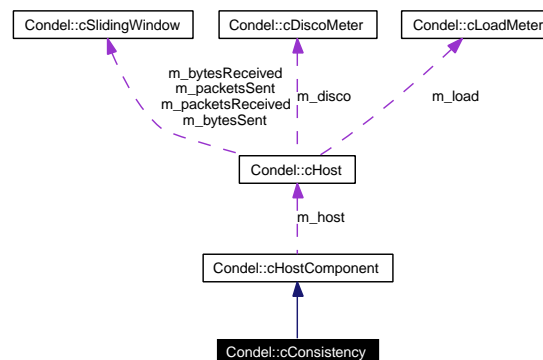 Condel::cSlidingWindow
Condel::cDiscoMeter
Condel::cLoadMeter
m_bytesReceived
m_packetsSent
m_packetsReceived
m_bytesSent
m_disco
m_load
Condel::cHost
m_host
Condel::cHostComponent
Condel::cConsistency